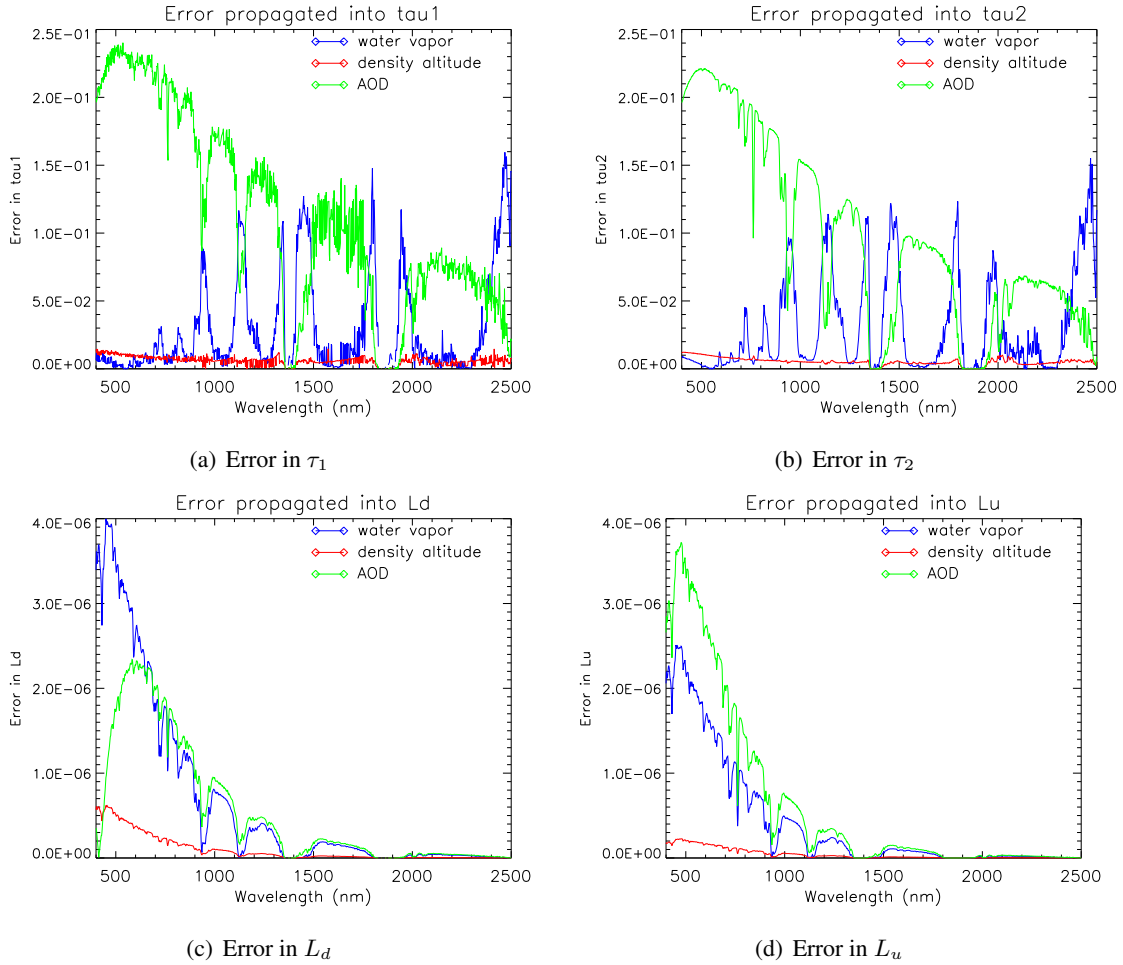 Error propagated into tau1
Error in tau1
2.5E-01
2.0E-01
1.5E-01
1.0E-01
5.0E-02
0.0E+00
water vapor
density altitude
AOD
500 1000 1500 2000 2500
Wavelength (nm)
(a) Error in τ1
Error propagated into tau2
Error in tau2
2.5E-01
2.0E-01
1.5E-01
1.0E-01
5.0E-02
0.0E+00
water vapor
density altitude
AOD
500 1000 1500 2000 2500
Wavelength (nm)
(b) Error in τ2
Error propagated into Ld
Error in Ld
4.0E-06
3.0E-06
2.0E-06
1.0E-06
0.0E+00
water vapor
density altitude
AOD
500 1000 1500 2000 2500
Wavelength (nm)
(c) Error in Ld
Error propagated into Lu
Error in Lu
4.0E-06
3.0E-06
2.0E-06
1.0E-06
0.0E+00
water vapor
density altitude
AOD
500 1000 1500 2000 2500
Wavelength (nm)
(d) Error in Lu